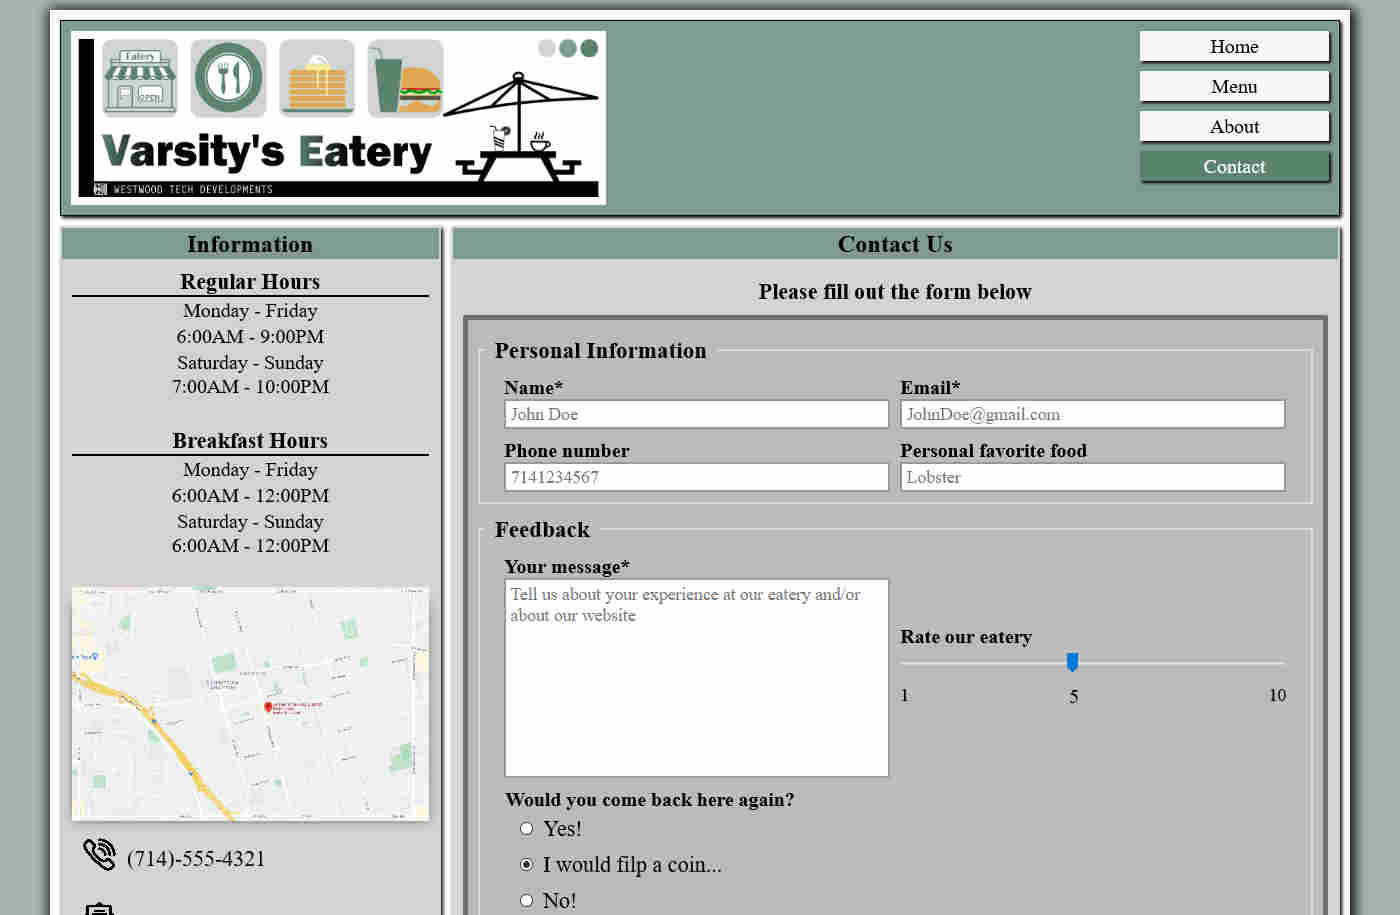 Eatery
OPEN
Varsity's Eatery
WESTWOOD TECH DEVELOPMENTS
Home
Menu
About
Contact
Information
Regular Hours
Monday - Friday
6:00AM - 9:00PM
Saturday - Sunday
7:00AM - 10:00PM
Breakfast Hours
Monday - Friday
6:00AM - 12:00PM
Saturday - Sunday
6:00AM - 12:00PM
(714)-555-4321
Contact Us
Please fill out the form below
Personal Information
Name*
John Doe
Email*
JohnDoe@gmail.com
Phone number
7141234567
Personal favorite food
Lobster
Feedback
Your message*
Tell us about your experience at our eatery and/or
about our website
Rate our eatery
1
5
10
Would you come back here again?
Yes!
I would filp a coin...
No!